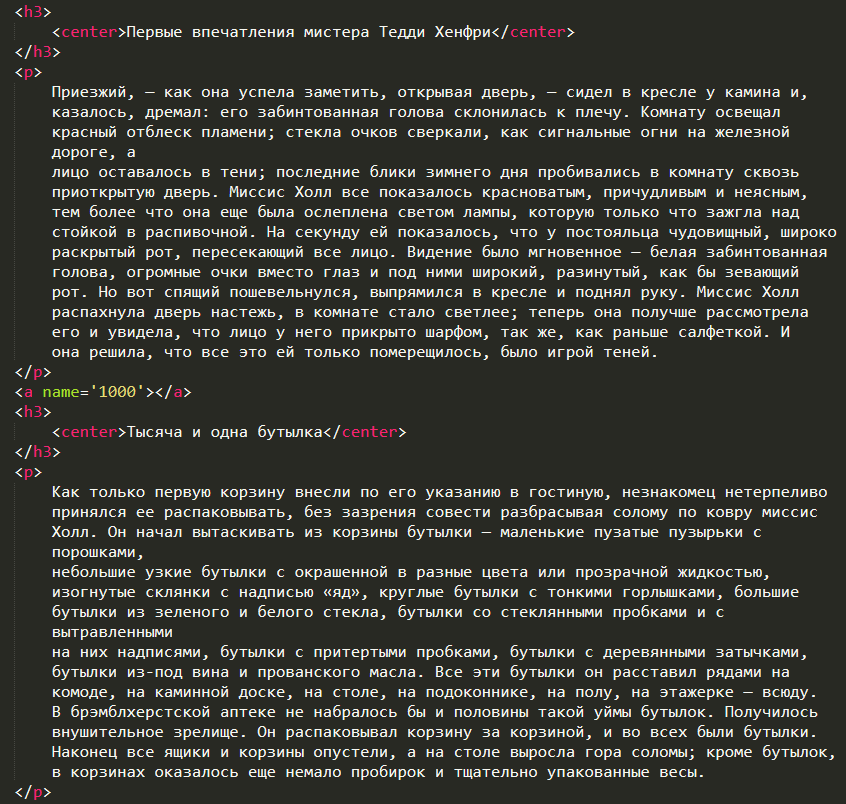 <h3>
<center>Первые впечатления мистера Тедди Хенфри</center>
</h3>
<p>
Приезжий, — как она успела заметить, открывая дверь, — сидел в кресле у камина и,
казалось, дремал: его забинтованная голова склонилась к плечу. Комнату освещал
красный отблеск пламени; стекла очков сверкали, как сигнальные огни на железной
дороге, а
лицо оставалось в тени; последние блики зимнего дня пробивались в комнату сквозь
приоткрытую дверь. Миссис Холл все показалось красноватым, причудливым и неясным,
тем более что она еще была ослеплена светом лампы, которую только что зажгла над
стойкой в распивочной. На секунду ей показалось, что у постояльца чудовищный, широко
раскрытый рот, пересекающий все лицо. Видение было мгновенное — белая забинтованная
голова, огромные очки вместо глаз и под ними широкий, разинутый, как бы зевающий
рот. Но вот спящий пошевельнулся, выпрямился в кресле и поднял руку. Миссис Холл
распахнула дверь настежь, в комнате стало светлее; теперь она получше рассмотрела
его и увидела, что лицо у него прикрыто шарфом, так же, как раньше салфеткой. И
она решила, что все это ей только померещилось, было игрой теней.
</p>
<a name='1000'></a>
<h3>
<center>Тысяча и одна бутылка</center>
</h3>
<p>
Как только первую корзину внесли по его указанию в гостиную, незнакомец нетерпеливо
принялся ее распаковывать, без зазрения совести разбрасывая солому по ковру миссис
Холл. Он начал вытаскивать из корзины бутылки — маленькие пузатые пузырьки с
порошками,
небольшие узкие бутылки с окрашенной в разные цвета или прозрачной жидкостью,
изогнутые склянки с надписью «яд», круглые бутылки с тонкими горлышками, большие
бутылки из зеленого и белого стекла, бутылки со стеклянными пробками и с
вытравленными
на них надписями, бутылки с притертыми пробками, бутылки с деревянными затычками,
бутылки из-под вина и прованского масла. Все эти бутылки он расставил рядами на
комоде, на каминной доске, на столе, на подоконнике, на полу, на этажерке — всюду.
В брэмблхерстской аптеке не набралось бы и половины такой уймы бутылок. Получилось
внушительное зрелище. Он распаковывал корзину за корзиной, и во всех были бутылки.
Наконец все ящики и корзины опустели, а на столе выросла гора соломы; кроме бутылок,
в корзинах оказалось еще немало пробирок и тщательно упакованные весы.
</p>